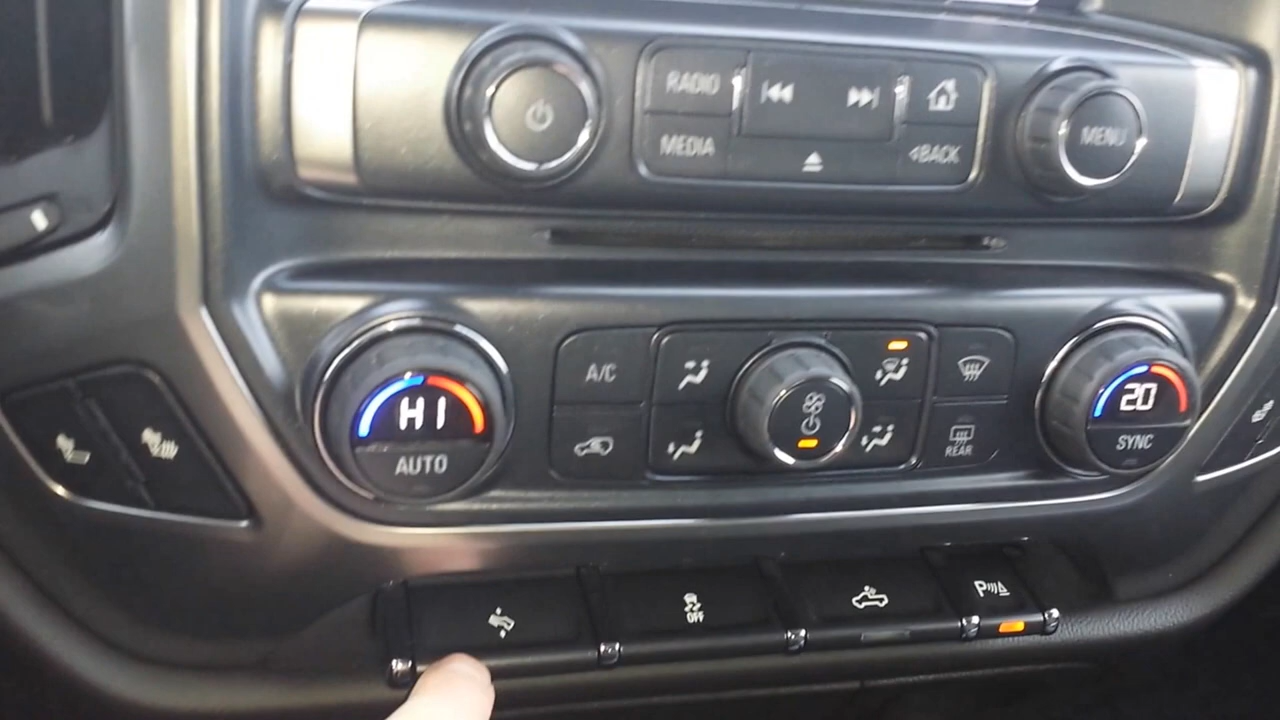 RADIO
MEDIA
<BACK
MENU
HI
AUTO
A/C
REAR
20
SYNC
OFF
P